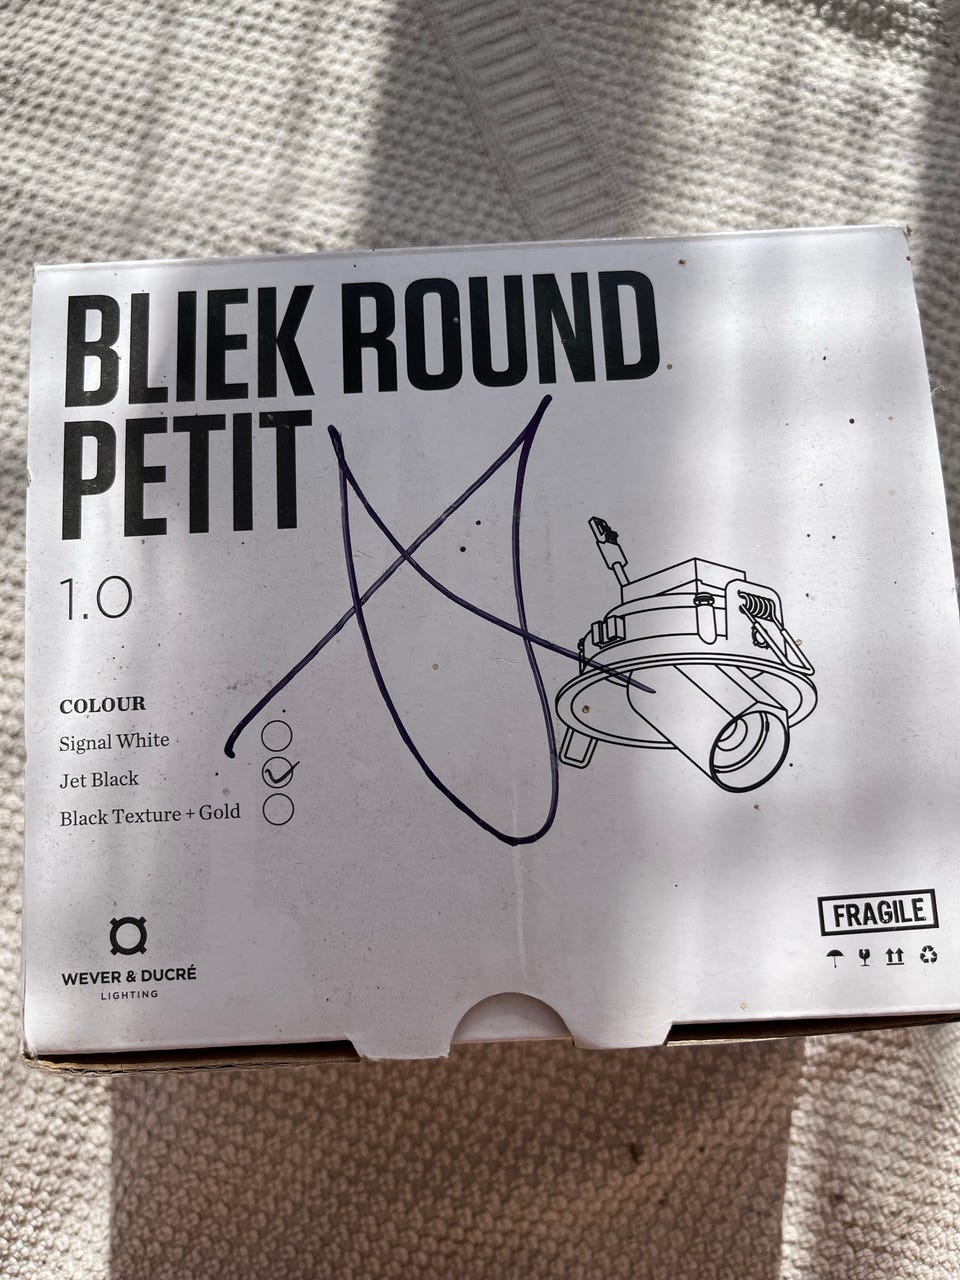 BLIEK ROUND
PETIT
1.0
COLOUR
Signal White
Jet Black
Black Texture + Gold
WEVER & DUCRÉ
LIGHTING
FRAGILE